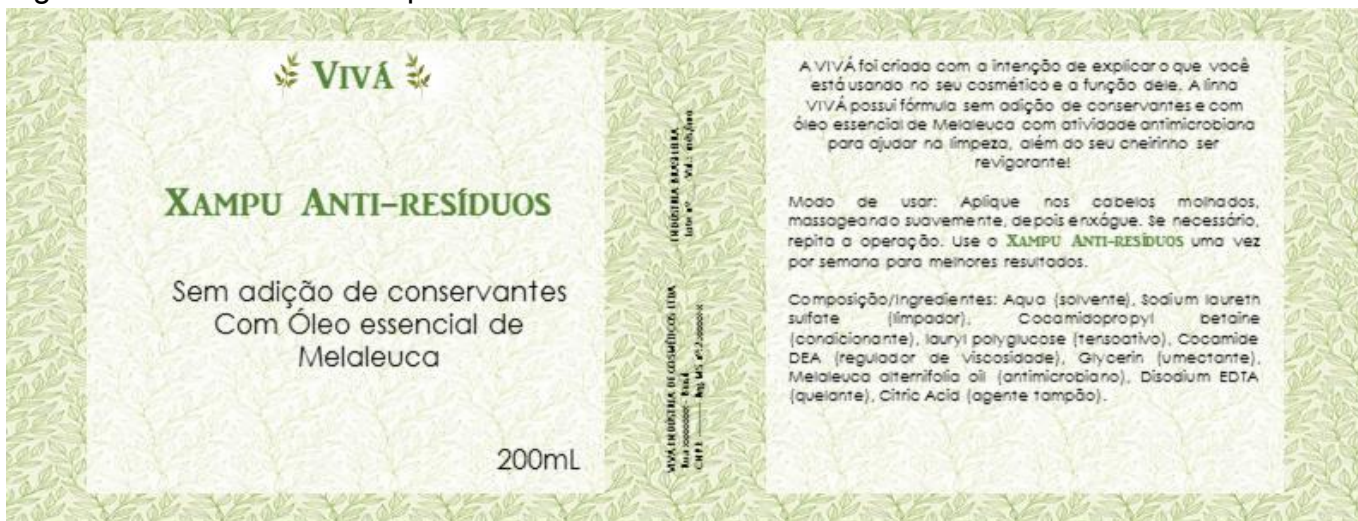 VIVÁ
XAMPU ANTI-RESÍDUOS
Sem adição de conservantes
Com Óleo essencial de
Melaleuca
200mL
INDÚSTRIA BRASILEIRA
Lote nº Val.: mês/ano
VIVÁ INDÚSTRIA DE COSMÉTICOS LTDA
A VIVÁ foi criada com a intenção de explicar o que você
está usando no seu cosmético e a função dele. A linha
VIVÁ possui fórmula sem adição de conservantes e com
óleo essencial de Melaleuca com atividade antimicrobiana
para ajudar na limpeza, além do seu cheirinho ser
revigorante!
Modo de usar: Aplique nos cabelos molhados,
massageando suavemente, depois enxágue. Se necessário,
repita a operação. Use o XAMPU ANTI-RESÍDUOS uma vez
por semana para melhores resultados.
Composição/Ingredientes: Aqua (solvente), Sodium laureth
sulfate (limpador), Cocamidopropyl betaine
(condicionante), lauryl polyglucose (tensoativo), Cocamide
DEA (regulador de viscosidade), Glycerin (umectante),
Melaleuca alternifolia oil (antimicrobiano), Disodium EDTA
(quelante), Citric Acid (agente tampão).